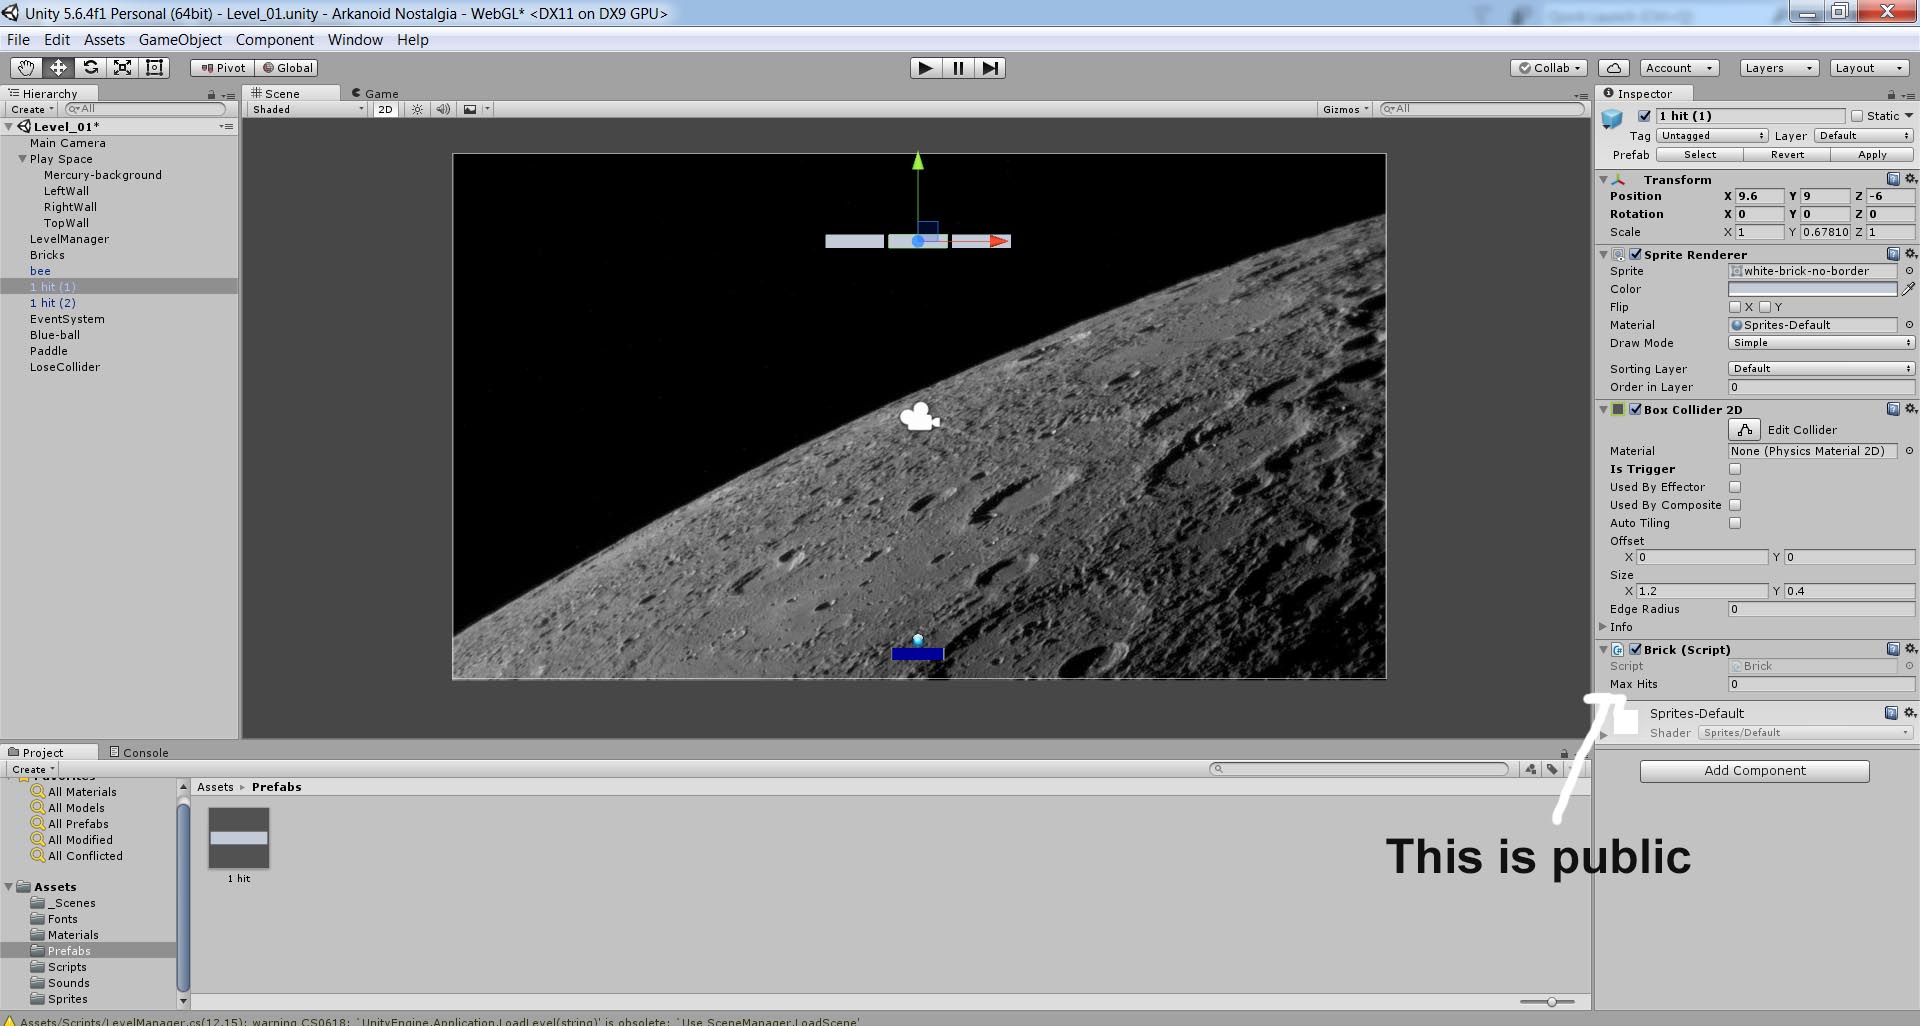 Unity 5.6.4f1 Personal (64bit) - Level_01.unity - Arkanoid Nostalgia - WebGL* <DX11 on DX9 GPU>
File Edit Assets GameObject Component Window Help
Pivot Global Collab Account Layers Layout
Hierarchy
Create All
Level_01*
Main Camera
Play Space
Mercury-background
LeftWall
RightWall
TopWall
LevelManager
Bricks
bee
1 hit (1)
1 hit (2)
EventSystem
Blue-ball
Paddle
LoseCollider
Scene Game
Shaded 2D Gizmos All
Inspector
1 hit (1) Static
Tag Untagged Layer Default
Prefab Select Revert Apply
Transform
Position X 9.6 Y 9 Z -6
Rotation X 0 Y 0 Z 0
Scale X 1 Y 0.67810 Z 1
Sprite Renderer
Sprite white-brick-no-border
Color
Flip X Y
Material Sprites-Default
Draw Mode Simple
Sorting Layer Default
Order in Layer 0
Box Collider 2D
Edit Collider
Material None (Physics Material 2D)
Is Trigger
Used By Effector
Used By Composite
Auto Tiling
Offset
X 0 Y 0
Size
X 1.2 Y 0.4
Edge Radius 0
Info
Brick (Script)
Script Brick
Max Hits 0
Sprites-Default
Shader Sprites/Default
Add Component
This is public
Project Console
Create
Favorites
All Materials
All Models
All Prefabs
All Modified
All Conflicted
Assets
_Scenes
Fonts
Materials
Prefabs
Scripts
Sounds
Sprites
Assets Prefabs
1 hit
Assets/Scripts/LevelManager.cs(12,15): warning CS0618: `UnityEngine.Application.LoadLevel(string)' is obsolete: `Use SceneManager.LoadScene'